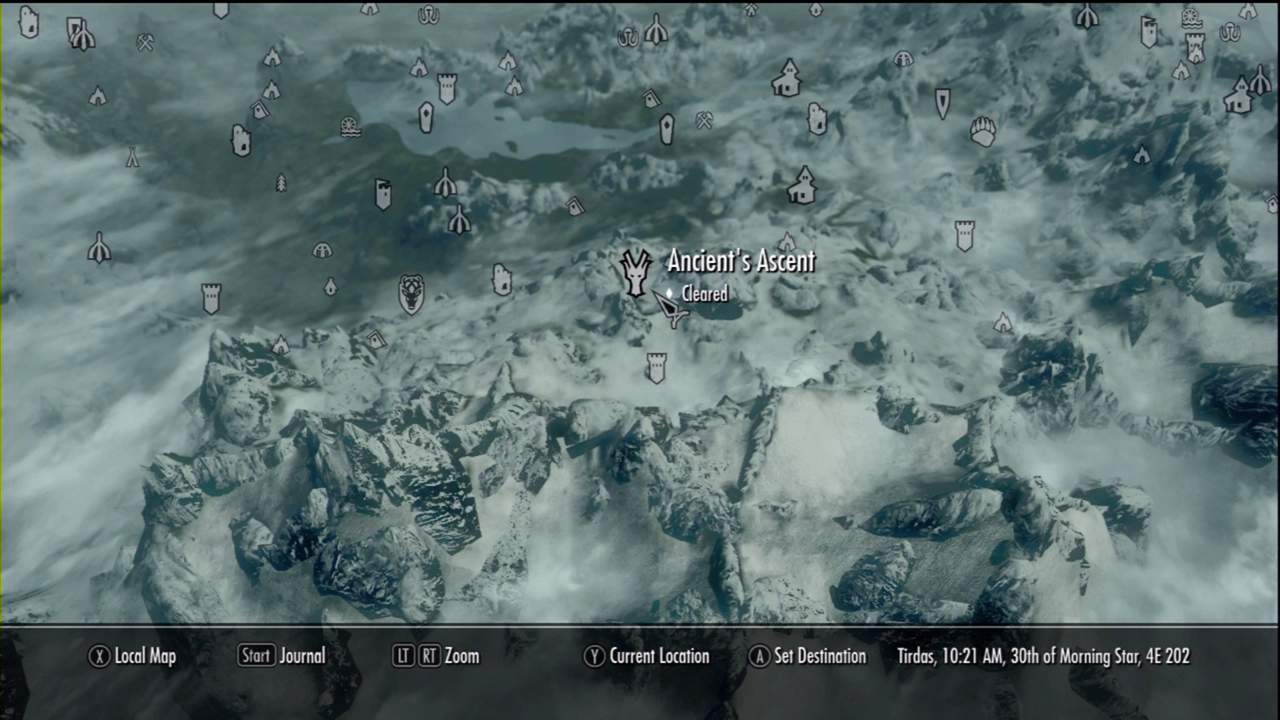 Ancient's Ascent
Cleared
X Local Map Start Journal LT RT Zoom Y Current Location A Set Destination Tirdas, 10:21 AM, 30th of Morning Star, 4E 202